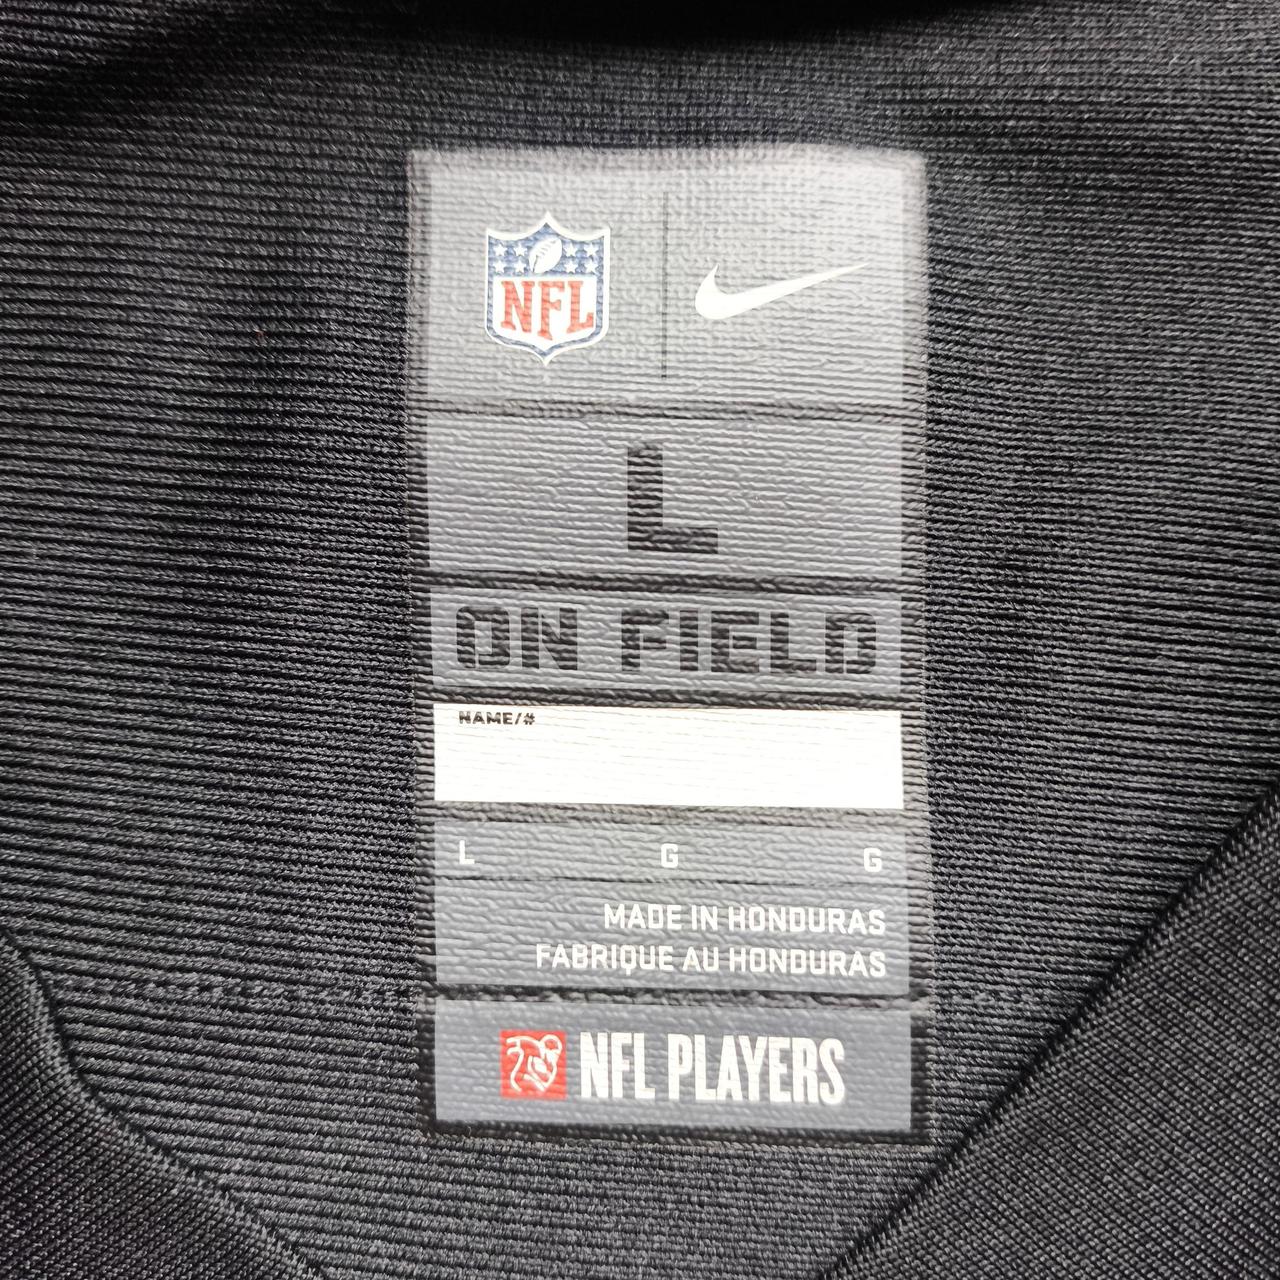 NFL
L
ON FIELD
NAME/#
L G G
MADE IN HONDURAS
FABRIQUE AU HONDURAS
NFL PLAYERS